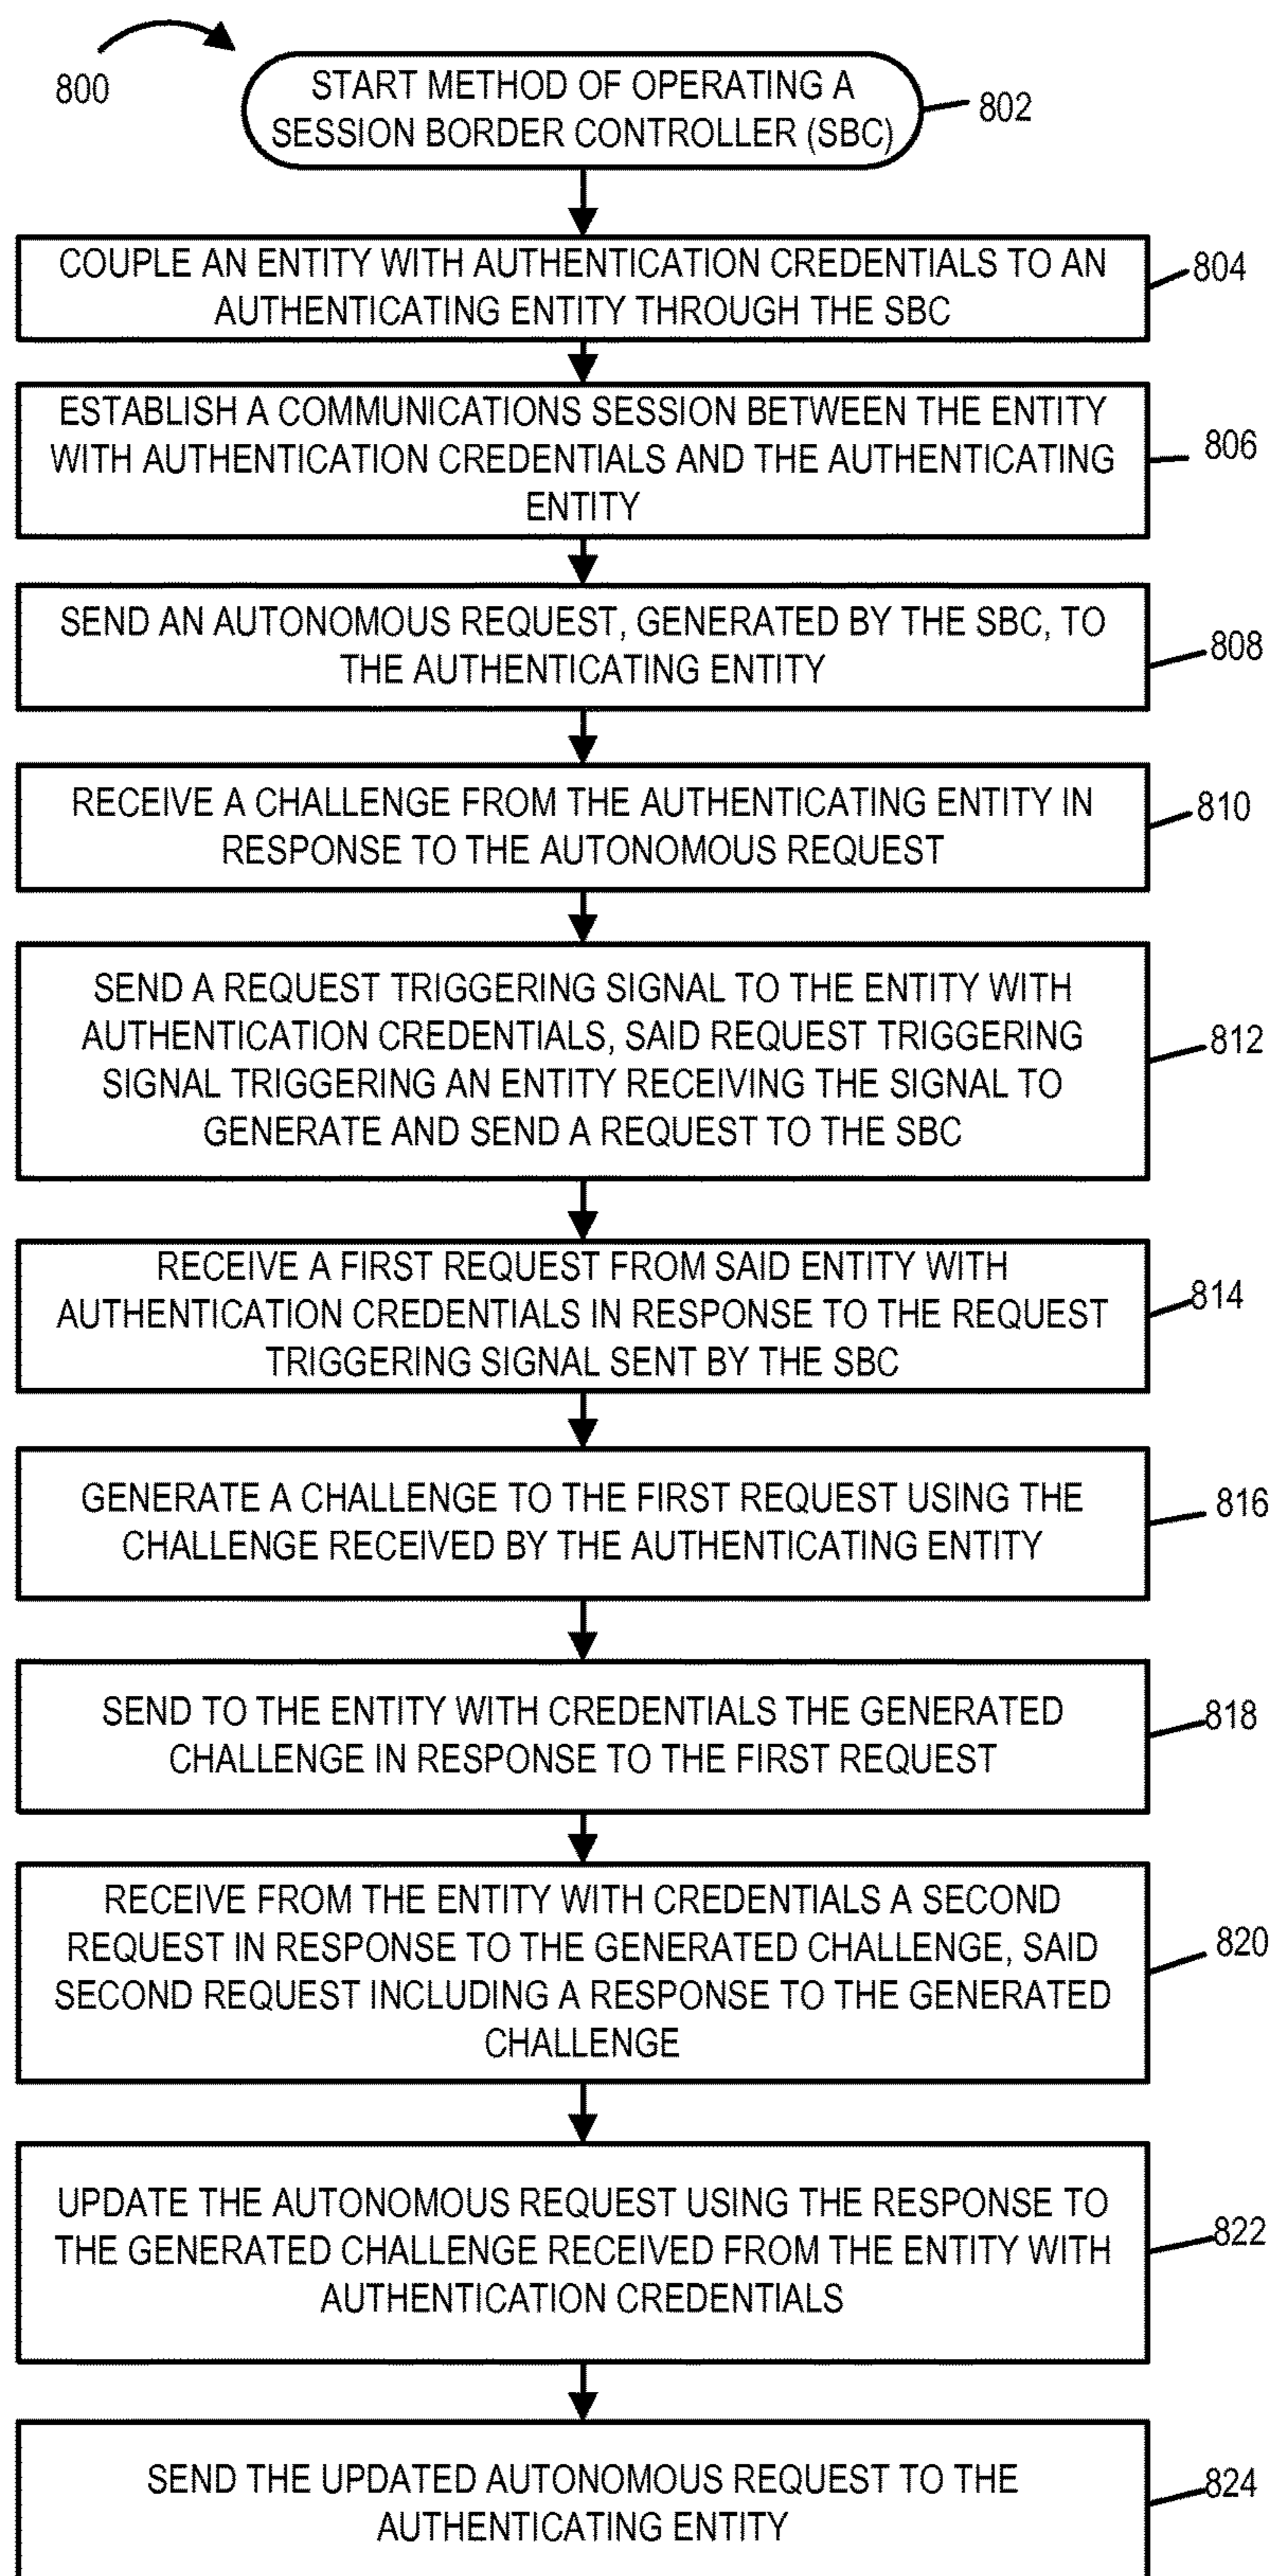 800
START METHOD OF OPERATING A
SESSION BORDER CONTROLLER (SBC)
802
COUPLE AN ENTITY WITH AUTHENTICATION CREDENTIALS TO AN
AUTHENTICATING ENTITY THROUGH THE SBC
804
ESTABLISH A COMMUNICATIONS SESSION BETWEEN THE ENTITY
WITH AUTHENTICATION CREDENTIALS AND THE AUTHENTICATING
ENTITY
806
SEND AN AUTONOMOUS REQUEST, GENERATED BY THE SBC, TO
THE AUTHENTICATING ENTITY
808
RECEIVE A CHALLENGE FROM THE AUTHENTICATING ENTITY IN
RESPONSE TO THE AUTONOMOUS REQUEST
810
SEND A REQUEST TRIGGERING SIGNAL TO THE ENTITY WITH
AUTHENTICATION CREDENTIALS, SAID REQUEST TRIGGERING
SIGNAL TRIGGERING AN ENTITY RECEIVING THE SIGNAL TO
GENERATE AND SEND A REQUEST TO THE SBC
812
RECEIVE A FIRST REQUEST FROM SAID ENTITY WITH
AUTHENTICATION CREDENTIALS IN RESPONSE TO THE REQUEST
TRIGGERING SIGNAL SENT BY THE SBC
814
GENERATE A CHALLENGE TO THE FIRST REQUEST USING THE
CHALLENGE RECEIVED BY THE AUTHENTICATING ENTITY
816
SEND TO THE ENTITY WITH CREDENTIALS THE GENERATED
CHALLENGE IN RESPONSE TO THE FIRST REQUEST
818
RECEIVE FROM THE ENTITY WITH CREDENTIALS A SECOND
REQUEST IN RESPONSE TO THE GENERATED CHALLENGE, SAID
SECOND REQUEST INCLUDING A RESPONSE TO THE GENERATED
CHALLENGE
820
UPDATE THE AUTONOMOUS REQUEST USING THE RESPONSE TO
THE GENERATED CHALLENGE RECEIVED FROM THE ENTITY WITH
AUTHENTICATION CREDENTIALS
822
SEND THE UPDATED AUTONOMOUS REQUEST TO THE
AUTHENTICATING ENTITY
824